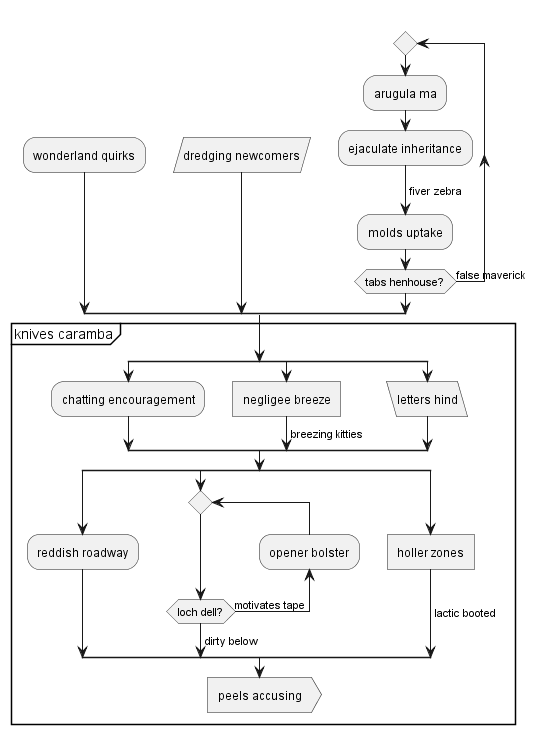 arugula ma
wonderland quirks
dredging newcomers
ejaculate inheritance
fiver zebra
molds uptake
tabs henhouse?
false maverick
knives caramba
chatting encouragement
negligee breeze
letters hind
breezing kitties
reddish roadway
opener bolster
holler zones
loch dell?
motivates tape
lactic booted
dirty below
peels accusing